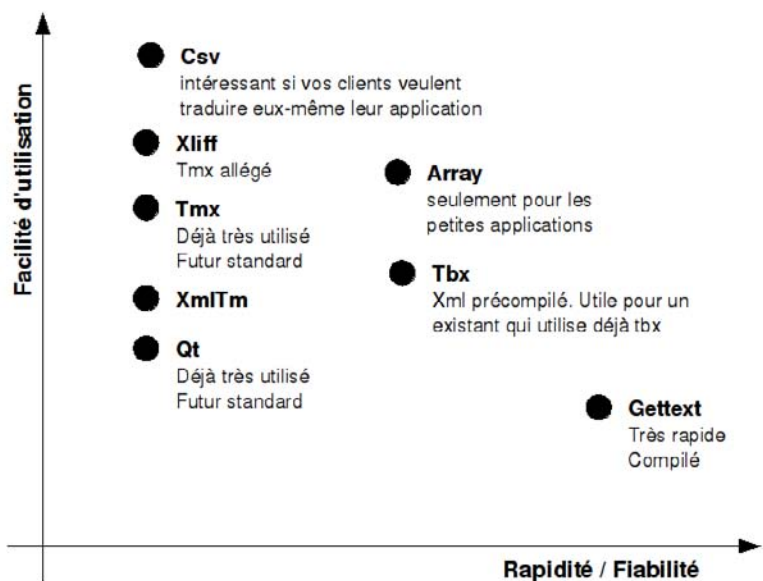 Facilité d'utilisation
Csv
intéressant si vos clients veulent
traduire eux-même leur application
Xliff
Tmx allégé
Array
seulement pour les
petites applications
Tmx
Déjà très utilisé
Futur standard
Tbx
Xml précompilé. Utile pour un
existant qui utilise déjà tbx
XmlTm
Qt
Déjà très utilisé
Futur standard
Gettext
Très rapide
Compilé
Rapidité / Fiabilité